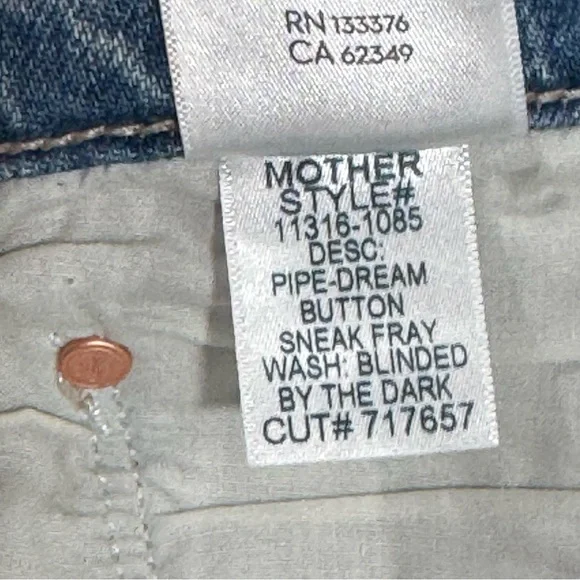 RN 133376
CA 62349
MOTHER
STYLE#
11316-1085
DESC:
PIPE-DREAM
BUTTON
SNEAK FRAY
WASH: BLINDED
BY THE DARK
CUT# 717657